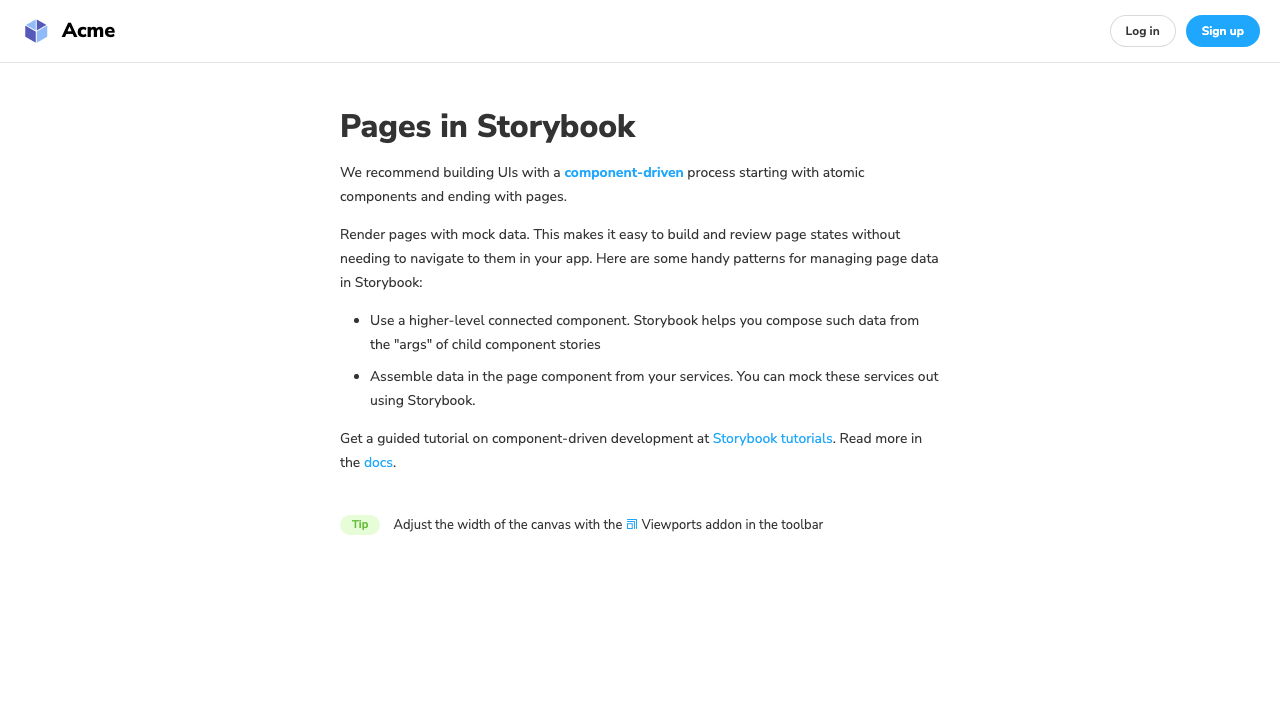 Acme
Log in
Sign up
Pages in Storybook
We recommend building UIs with a component-driven process starting with atomic
components and ending with pages.
Render pages with mock data. This makes it easy to build and review page states without
needing to navigate to them in your app. Here are some handy patterns for managing page data
in Storybook:
Use a higher-level connected component. Storybook helps you compose such data from
the "args" of child component stories
Assemble data in the page component from your services. You can mock these services out
using Storybook.
Get a guided tutorial on component-driven development at Storybook tutorials. Read more in
the docs.
Tip
Adjust the width of the canvas with the Viewports addon in the toolbar